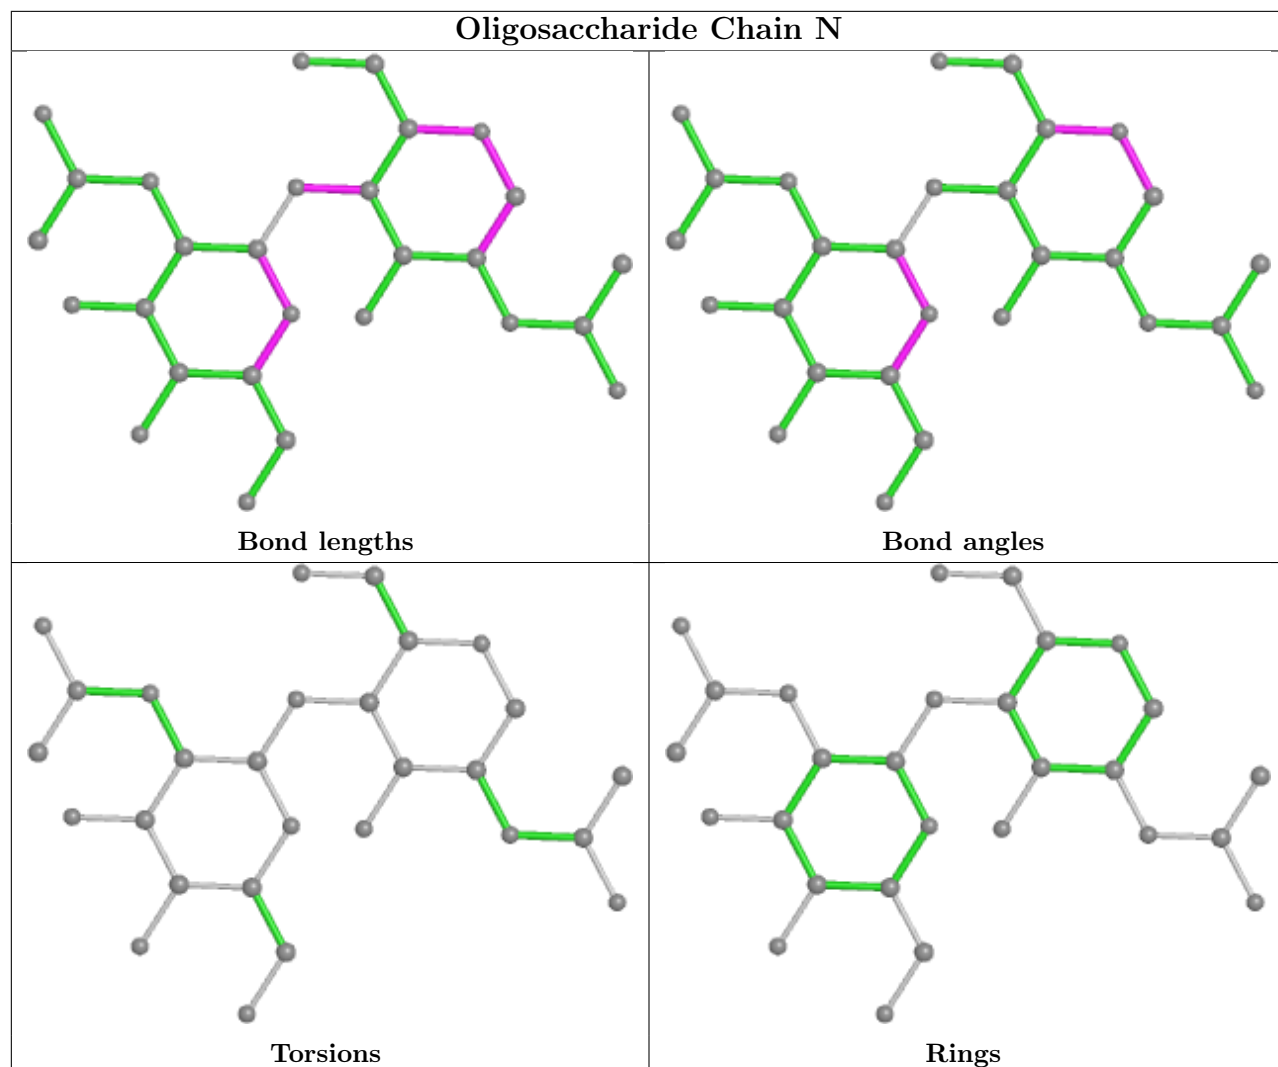 Oligosaccharide Chain N
Bond lengths
Bond angles
Torsions
Rings